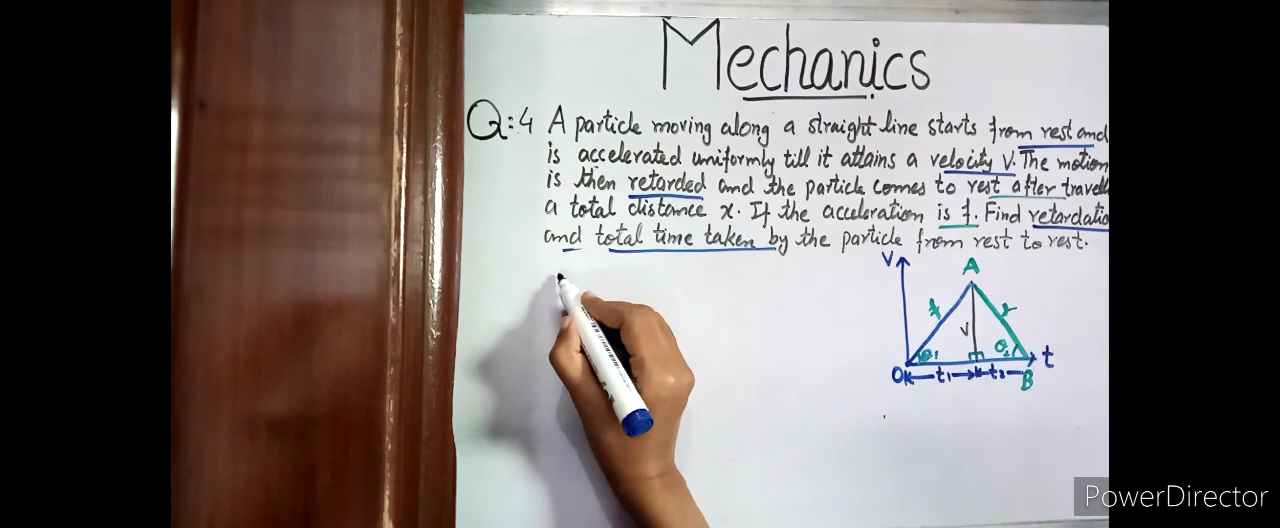 Mechanics
Q:4 A particle moving along a straight line starts from rest and
is accelerated uniformly till it attains a velocity V. The motion
is then retarded and the particle comes to rest after travell
a total distance x. If the acceleration is f. Find retardatio
and total time taken by the particle from rest to rest.
V A
f r
V
θ1 θ2 t
O t1 t2 B
PowerDirector